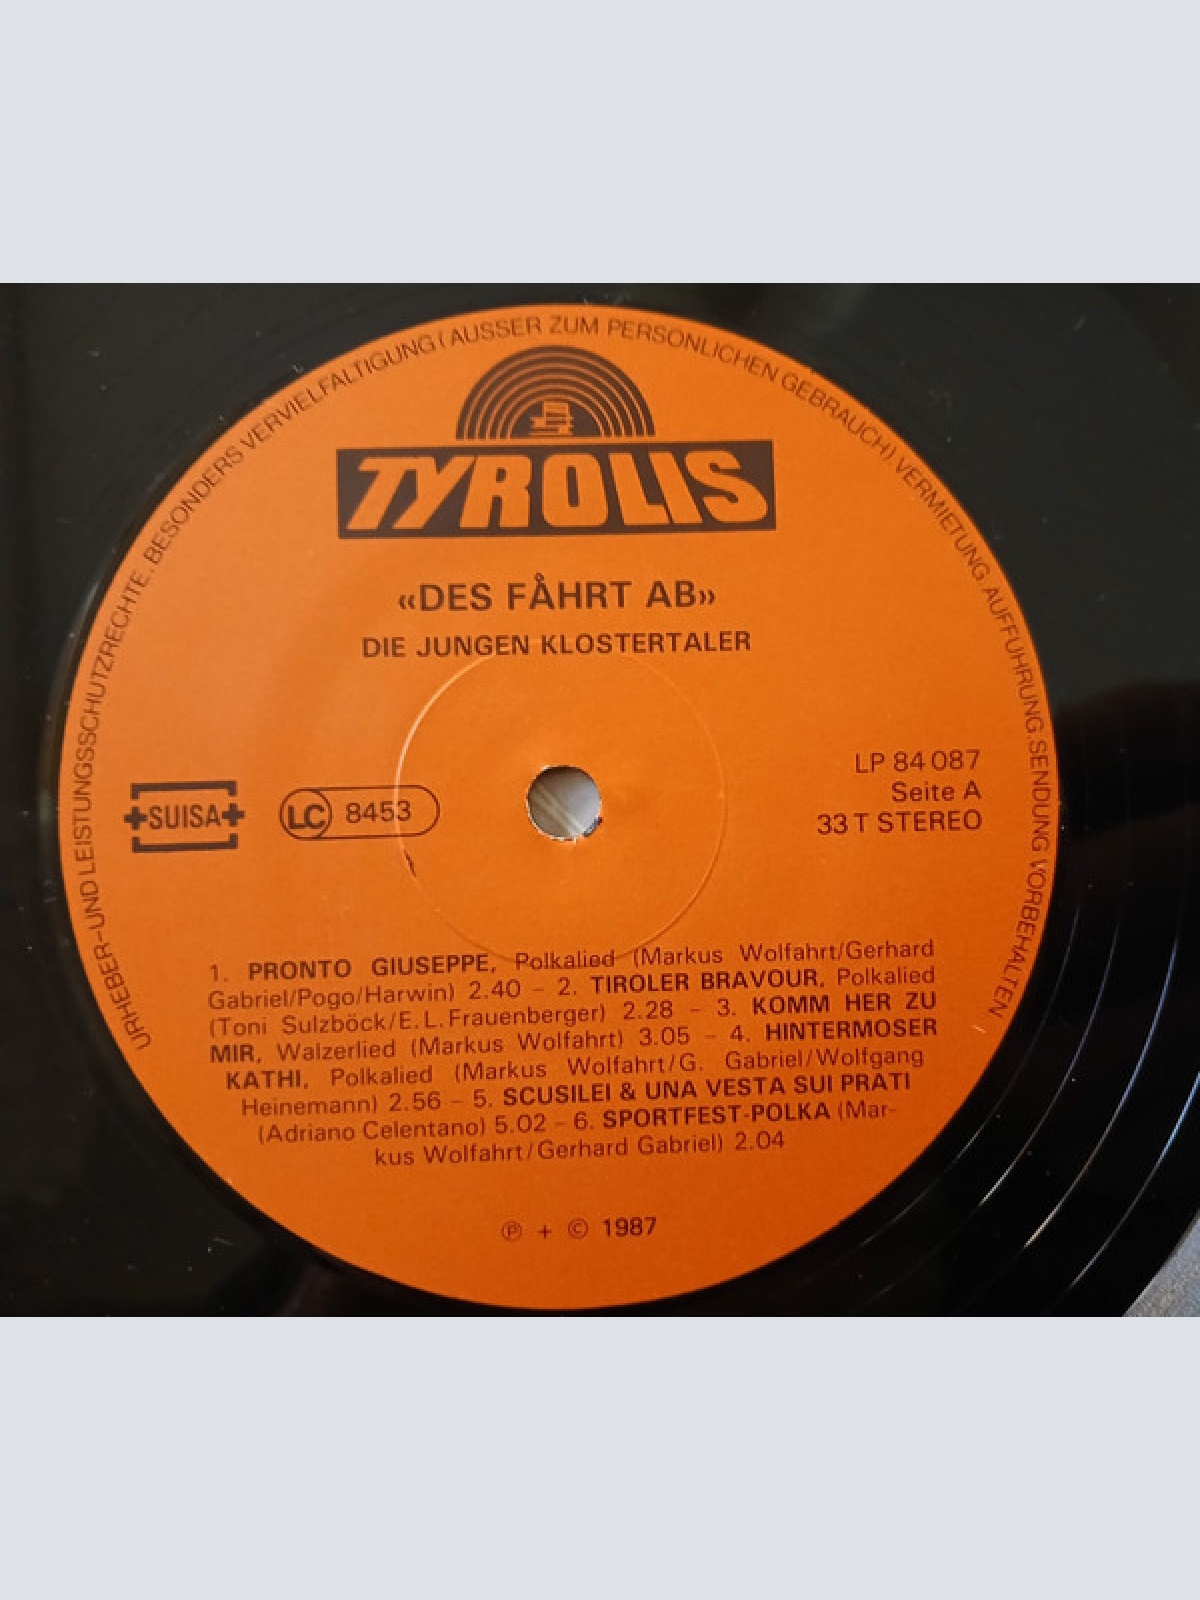 URHEBER- UND LEISTUNGSSCHUTZRECHTE, BESONDERS VERVIELFALTIGUNG (AUSSER ZUM PERSONLICHEN GEBRAUCH) VERMIETUNG. AUFFUHRUNG. SENDUNG VORBEHALTEN
TYROLIS
«DES FÅHRT AB»
DIE JUNGEN KLOSTERTALER
SUISA
LC 8453
LP 84 087
Seite A
33 T STEREO
1. PRONTO GIUSEPPE, Polkalied (Markus Wolfahrt/Gerhard
Gabriel/Pogo/Harwin) 2.40 – 2. TIROLER BRAVOUR, Polkalied
(Toni Sulzböck/E. L. Frauenberger) 2.28 – 3. KOMM HER ZU
MIR, Walzerlied (Markus Wolfahrt) 3.05 – 4. HINTERMOSER
KATHI, Polkalied (Markus Wolfahrt/G. Gabriel/Wolfgang
Heinemann) 2.56 – 5. SCUSILEI & UNA VESTA SUI PRATI
(Adriano Celentano) 5.02 – 6. SPORTFEST-POLKA (Mar-
kus Wolfahrt/Gerhard Gabriel) 2.04
℗ + © 1987